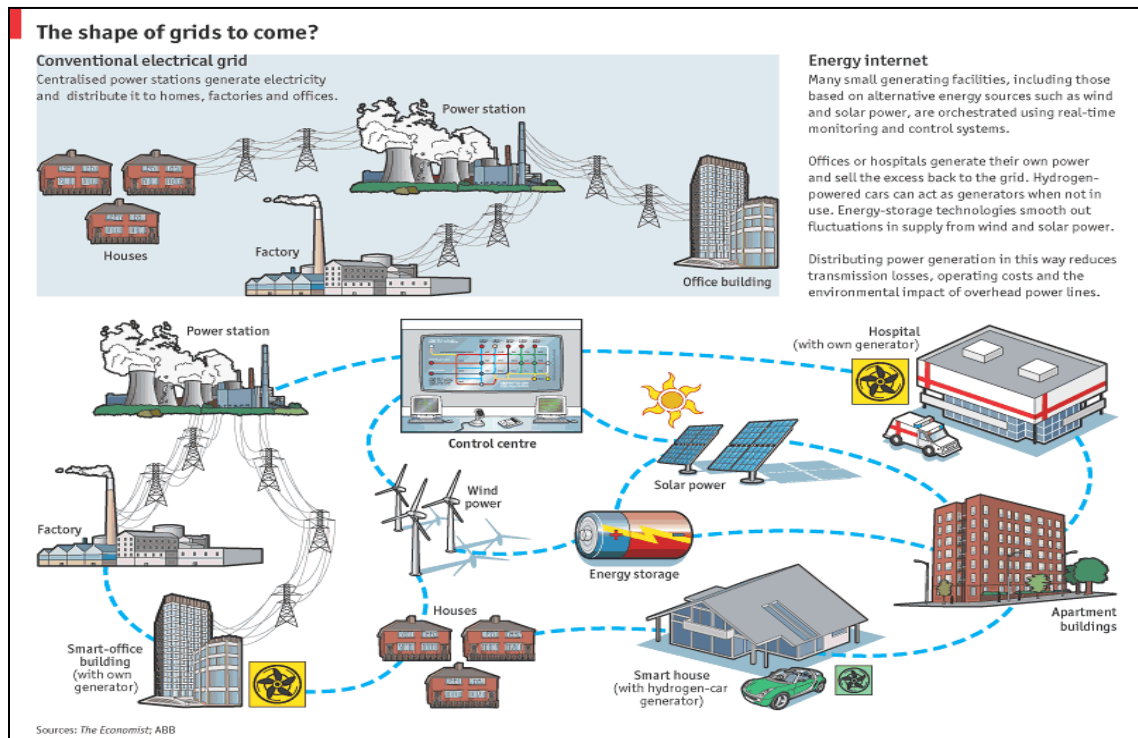 The shape of grids to come?
Conventional electrical grid
Centralised power stations generate electricity
and distribute it to homes, factories and offices.
Power station
Houses
Factory
Office building
Energy internet
Many small generating facilities, including those
based on alternative energy sources such as wind
and solar power, are orchestrated using real-time
monitoring and control systems.
Offices or hospitals generate their own power
and sell the excess back to the grid. Hydrogen-
powered cars can act as generators when not in
use. Energy-storage technologies smooth out
fluctuations in supply from wind and solar power.
Distributing power generation in this way reduces
transmission losses, operating costs and the
environmental impact of overhead power lines.
Power station
Control centre
Hospital
(with own generator)
Solar power
Wind
power
Factory
Energy storage
Apartment
buildings
Houses
Smart-office
building
(with own
generator)
Smart house
(with hydrogen-car
generator)
Sources: The Economist; ABB